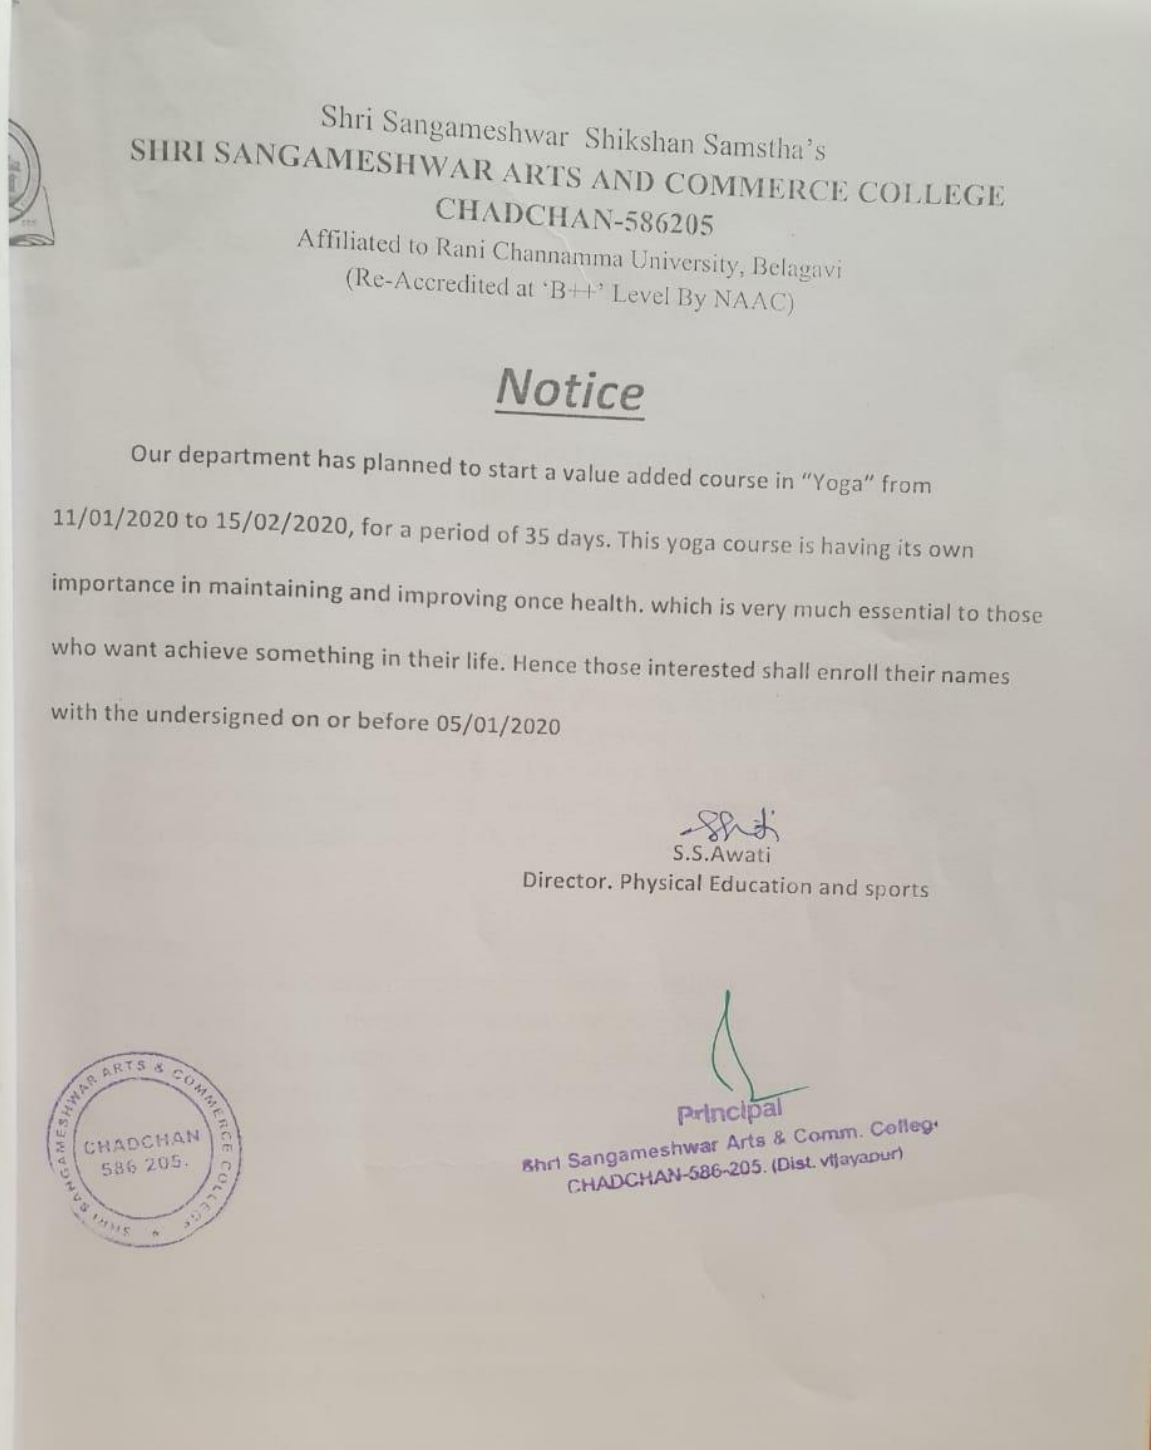 Shri Sangameshwar Shikshan Samstha's
SHRI SANGAMESHWAR ARTS AND COMMERCE COLLEGE
CHADCHAN-586205
Affiliated to Rani Channamma University, Belagavi
(Re-Accredited at 'B++' Level By NAAC)
Notice
Our department has planned to start a value added course in "Yoga" from
11/01/2020 to 15/02/2020, for a period of 35 days. This yoga course is having its own
importance in maintaining and improving once health. which is very much essential to those
who want achieve something in their life. Hence those interested shall enroll their names
with the undersigned on or before 05/01/2020
S.S.Awati
Director. Physical Education and sports
Principal
Shri Sangameshwar Arts & Comm. Colleg.
CHADCHAN-586-205. (Dist. vijayapur)
SHRI SANGAMESHWAR ARTS & COMMERCE COLLEGE
CHADCHAN
586 205.